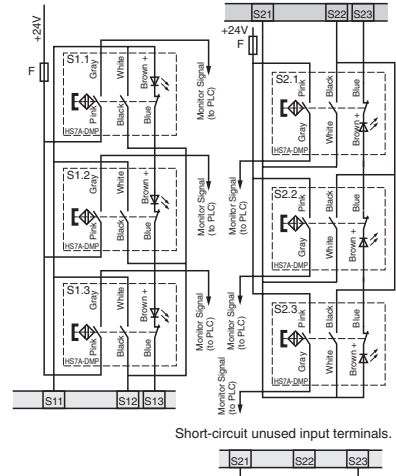 +24V
F
S1.1
Gray
White
Brown +
Pink
Black
Blue
HS7A-DMP
Monitor Signal
(to PLC)
S1.2
Gray
White
Brown +
Pink
Black
Blue
HS7A-DMP
Monitor Signal
(to PLC)
S1.3
Gray
White
Brown +
Pink
Black
Blue
HS7A-DMP
Monitor Signal
(to PLC)
S11
S12
S13
S21
S22
S23
+24V
F
S2.1
Pink
Black
Blue
Gray
White
Brown +
HS7A-DMP
Monitor Signal
(to PLC)
S2.2
Pink
Black
Blue
Gray
White
Brown +
HS7A-DMP
Monitor Signal
(to PLC)
S2.3
Pink
Black
Blue
Gray
White
Brown +
HS7A-DMP
Monitor Signal
(to PLC)
Short-circuit unused input terminals.
S21
S22
S23